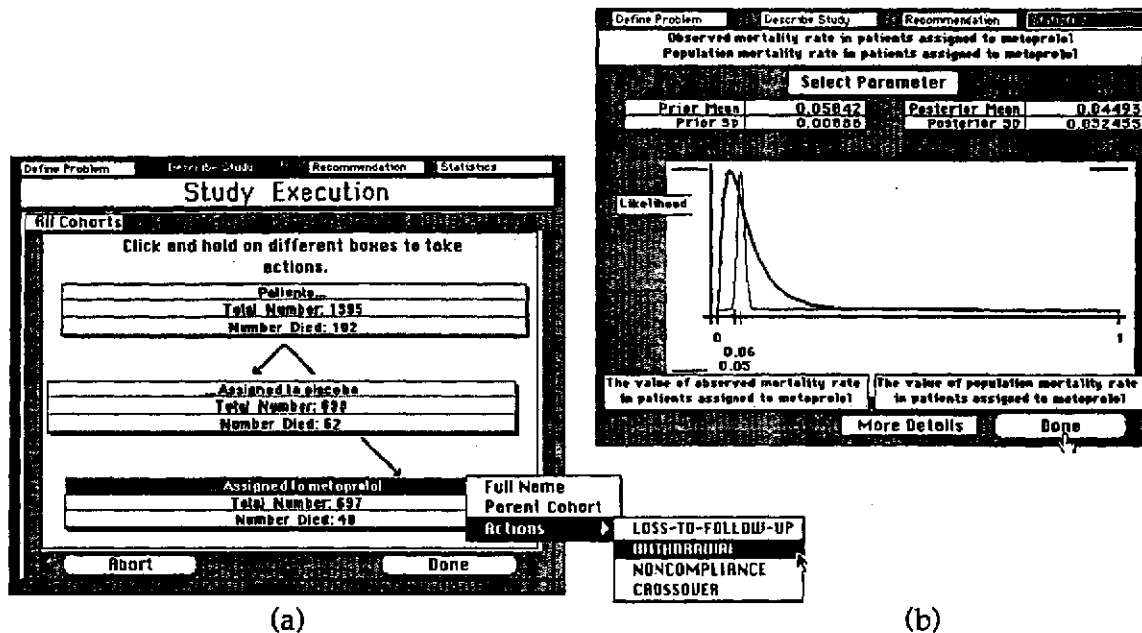 Define Problem
Describe Study
Recommendation
Statistics
Study Execution
All Cohorts
Click and hold on different boxes to take
actions.
Patients...
Total Number: 1395
Number Died: 102
...Assigned to placebo
Total Number: 698
Number Died: 62
...Assigned to metoprolol
Total Number: 697
Number Died: 40
Abort
Done
Full Name
Parent Cohort
Actions
LOSS-TO-FOLLOW-UP
WITHDRAWAL
NONCOMPLIANCE
CROSSOVER
(a)
Define Problem
Describe Study
Recommendation
Observed mortality rate in patients assigned to metoprolol
Population mortality rate in patients assigned to metoprolol
Select Parameter
Prior Mean 0.05842 Posterior Mean 0.04495
Prior SD 0.00886 Posterior SD
Likelihood
0
1
0.06
0.05
The value of observed mortality rate
in patients assigned to metoprolol
The value of population mortality rate
in patients assigned to metoprolol
More Details
Done
(b)